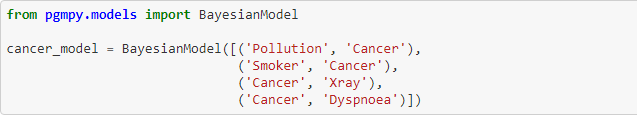 from pgmpy.models import BayesianModel
cancer_model = BayesianModel([('Pollution', 'Cancer'),
                              ('Smoker', 'Cancer'),
                              ('Cancer', 'Xray'),
                              ('Cancer', 'Dyspnoea')])